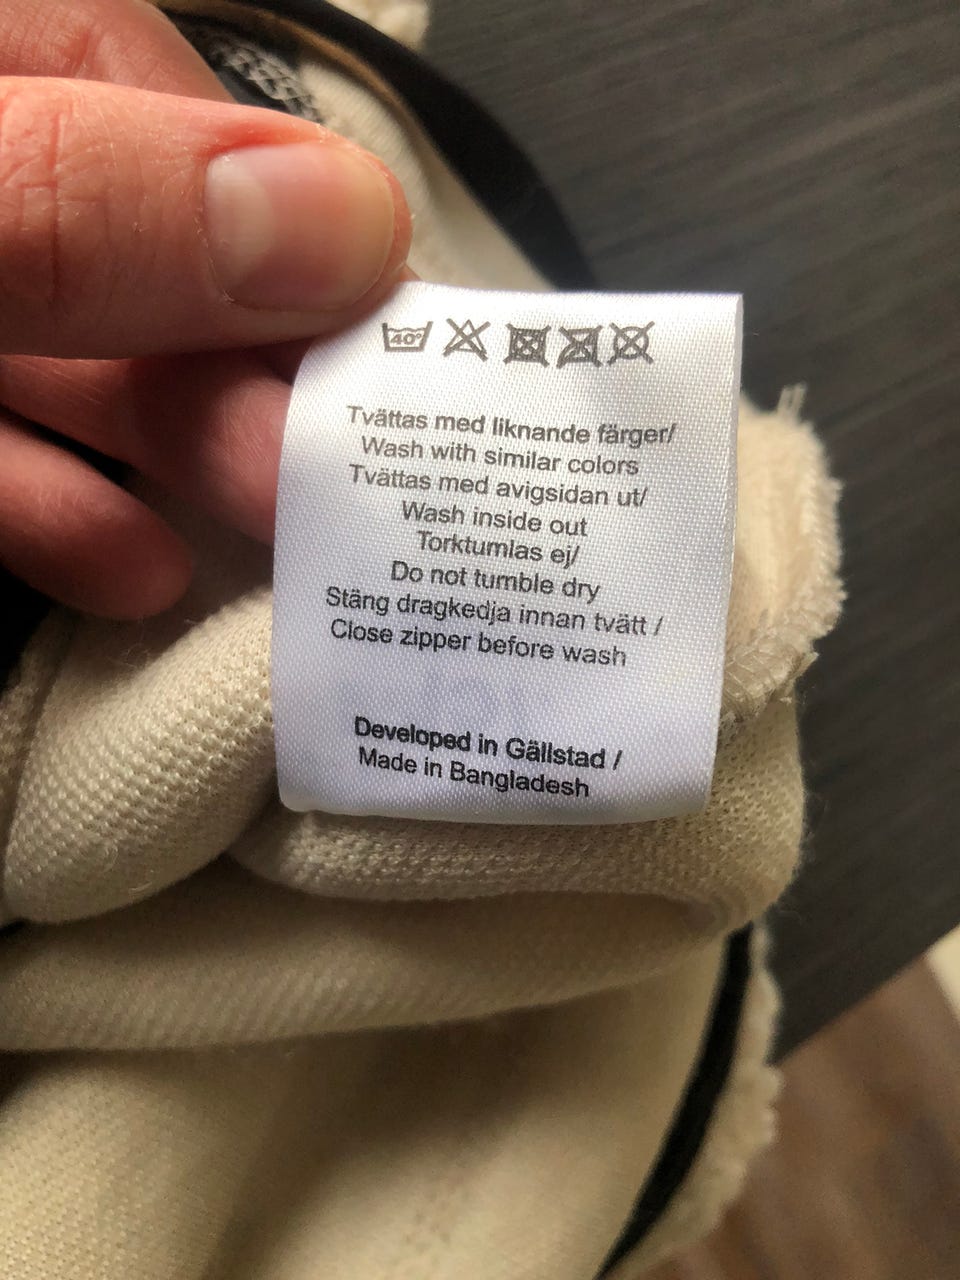 40°
Tvättas med liknande färger/
Wash with similar colors
Tvättas med avigsidan ut/
Wash inside out
Torktumlas ej/
Do not tumble dry
Stäng dragkedja innan tvätt /
Close zipper before wash
Developed in Gällstad /
Made in Bangladesh